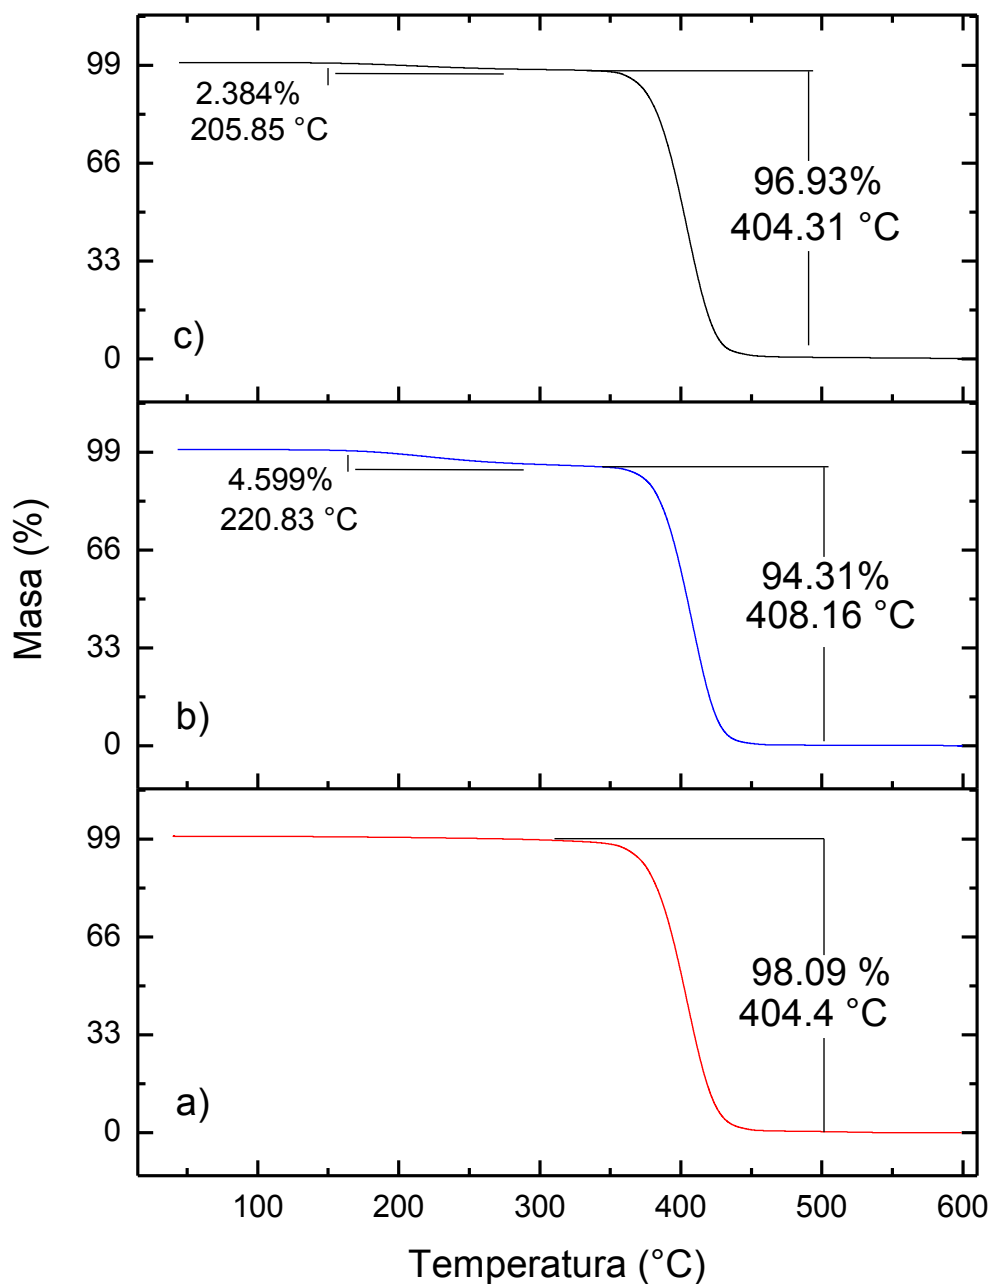 Masa (%)
99
66
33
0
2.384%
205.85 °C
96.93%
404.31 °C
c)
99
66
33
0
4.599%
220.83 °C
94.31%
408.16 °C
b)
99
66
33
0
98.09 %
404.4 °C
a)
100 200 300 400 500 600
Temperatura (°C)